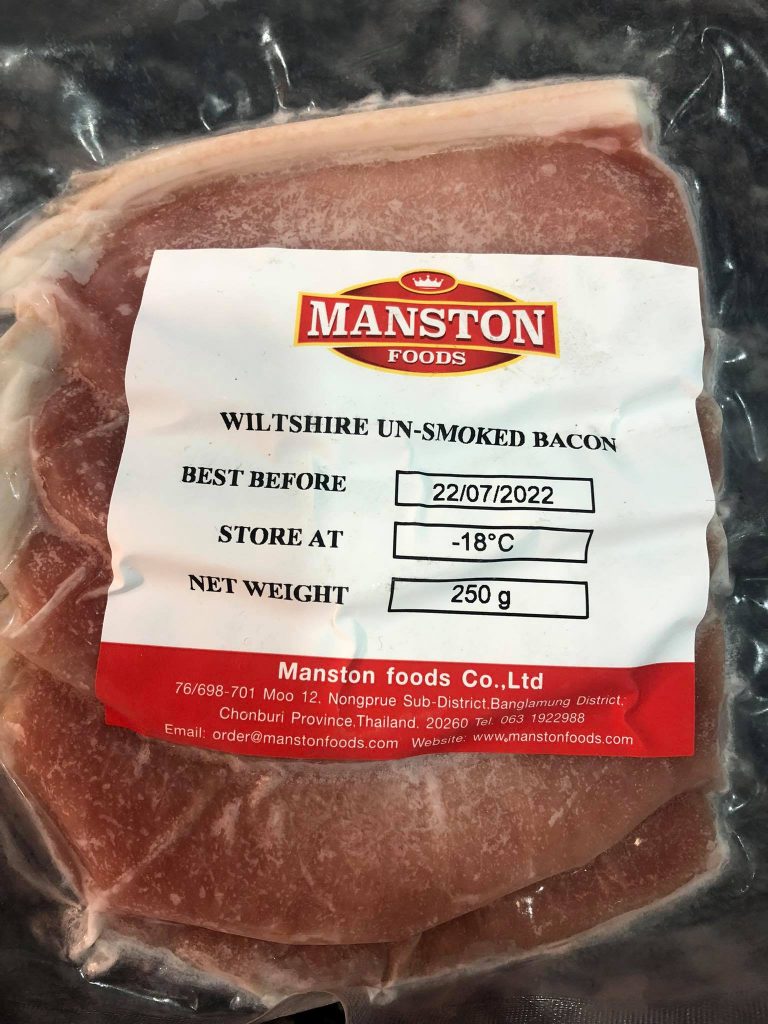 MANSTON
FOODS
WILTSHIRE UN-SMOKED BACON
BEST BEFORE 22/07/2022
STORE AT -18°C
NET WEIGHT 250 g
Manston foods Co.,Ltd
76/698-701 Moo 12, Nongprue Sub-District,Banglamung District,
Chonburi Province,Thailand. 20260 Tel. 063 1922988
Email: order@manstonfoods.com Website: www.manstonfoods.com